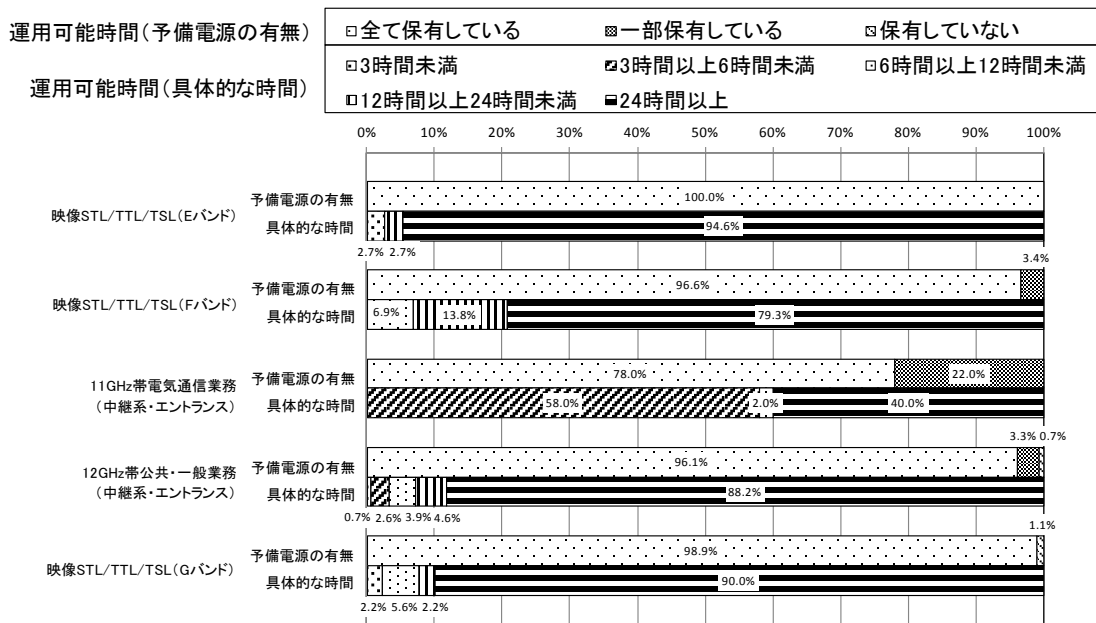 運用可能時間(予備電源の有無) 全て保有している 一部保有している 保有していない
運用可能時間(具体的な時間) 3時間未満 3時間以上6時間未満 6時間以上12時間未満
12時間以上24時間未満 24時間以上
0% 10% 20% 30% 40% 50% 60% 70% 80% 90% 100%
映像STL/TTL/TSL(Eバンド)
予備電源の有無 100.0%
具体的な時間 94.6%
2.7% 2.7%
3.4%
映像STL/TTL/TSL(Fバンド)
予備電源の有無 96.6%
具体的な時間 6.9% 13.8% 79.3%
11GHz帯電気通信業務
(中継系・エントランス)
予備電源の有無 78.0% 22.0%
具体的な時間 58.0% 2.0% 40.0%
3.3% 0.7%
12GHz帯公共・一般業務
(中継系・エントランス)
予備電源の有無 96.1%
具体的な時間 88.2%
0.7% 2.6% 3.9% 4.6%
1.1%
映像STL/TTL/TSL(Gバンド)
予備電源の有無 98.9%
具体的な時間 90.0%
2.2% 5.6% 2.2%